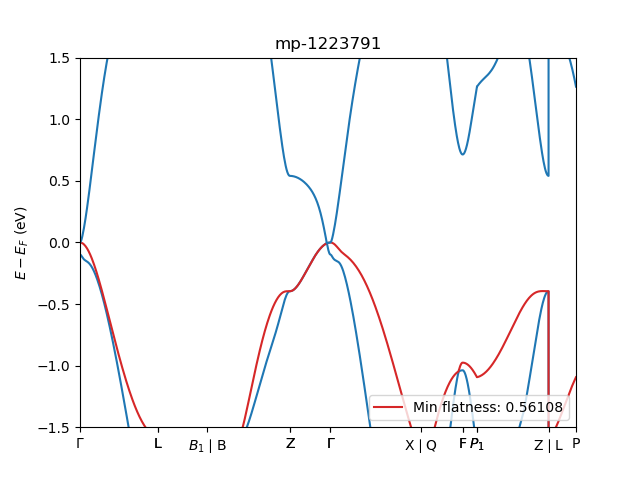 mp-1223791
E − E_F (eV)
1.5
1.0
0.5
0.0
−0.5
−1.0
−1.5
Min flatness: 0.56108
Γ L B₁ | B Z Γ X | Q F P₁ Z | L P